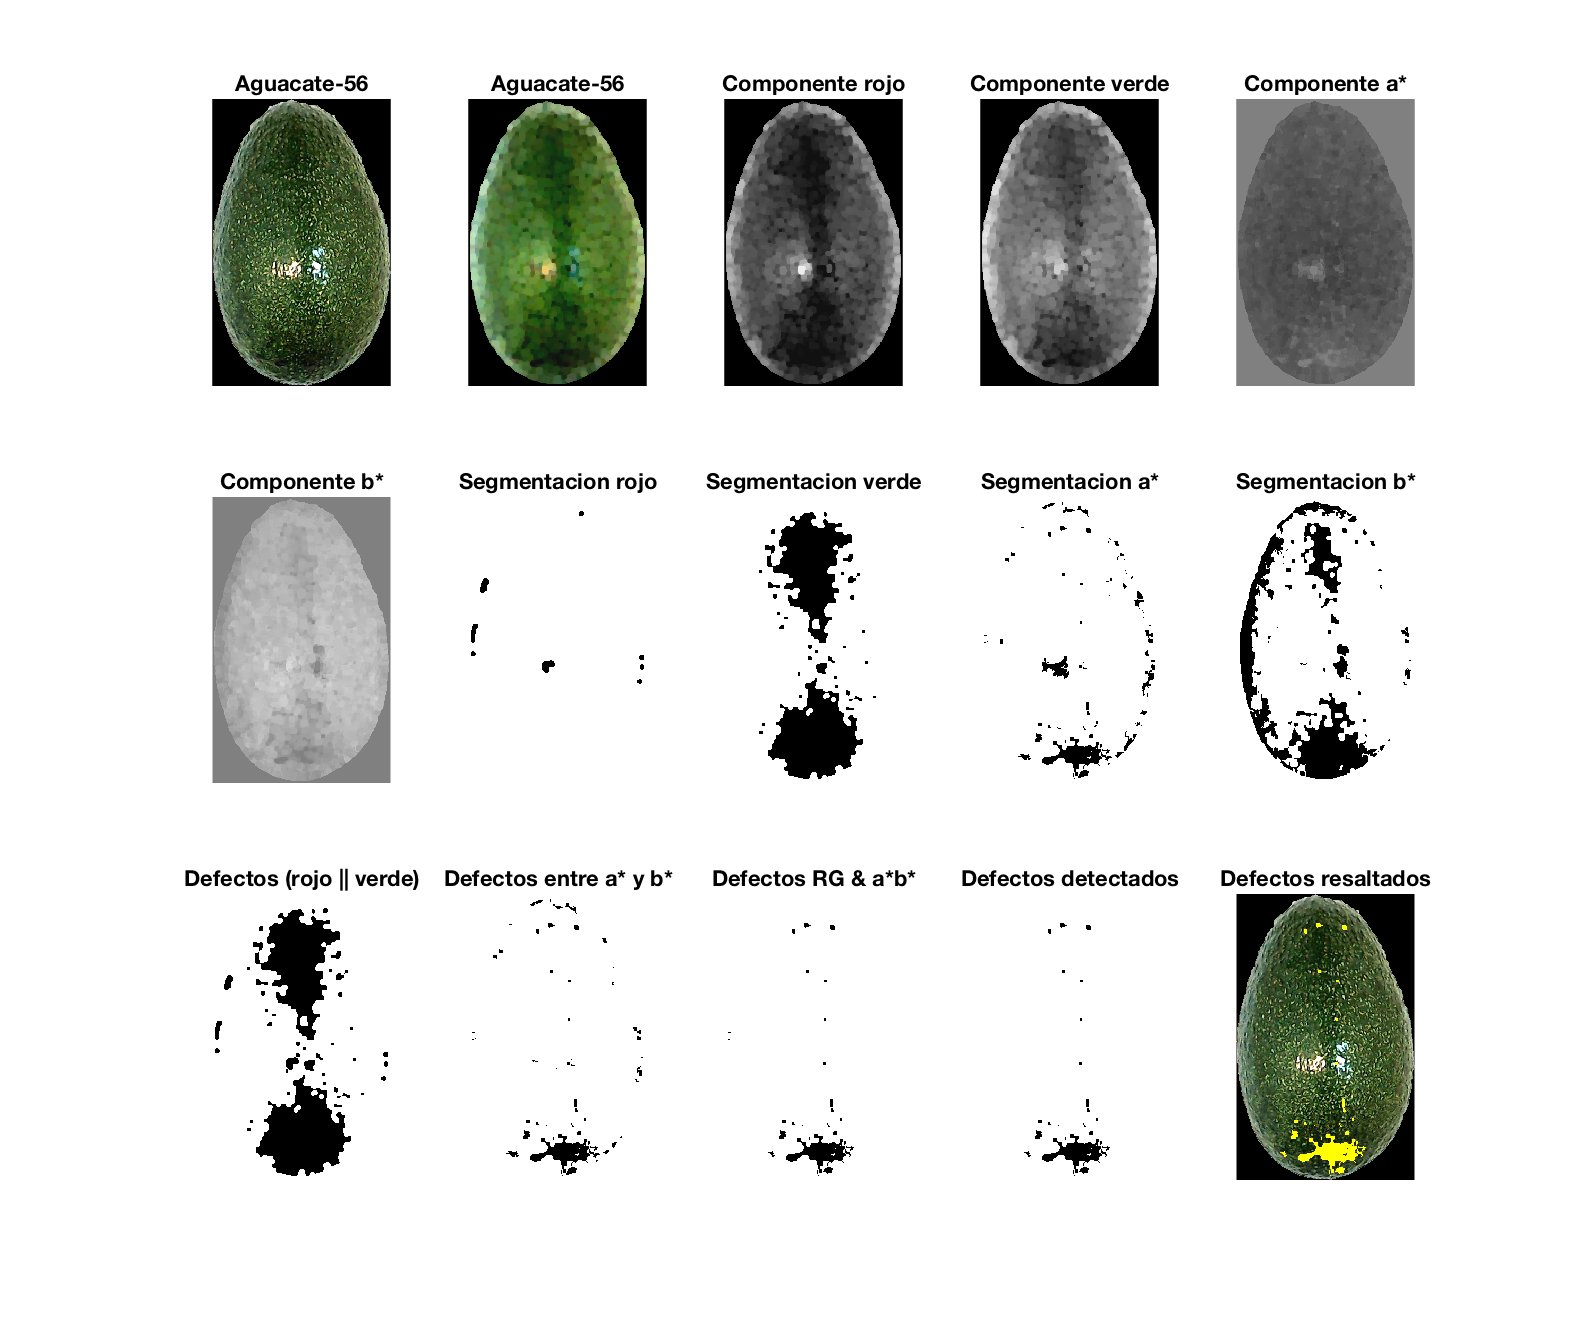 Aguacate-56
Aguacate-56
Componente rojo
Componente verde
Componente a*
Componente b*
Segmentacion rojo
Segmentacion verde
Segmentacion a*
Segmentacion b*
Defectos (rojo || verde)
Defectos entre a* y b*
Defectos RG & a*b*
Defectos detectados
Defectos resaltados